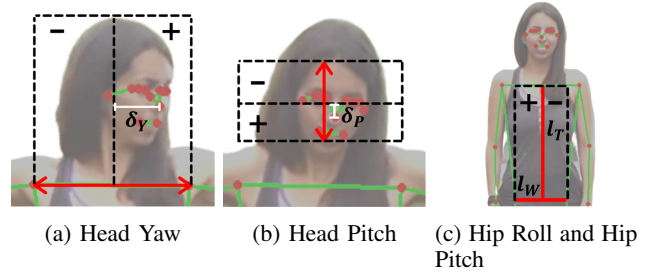 − +
δY
− 
+
δP
+ −
lT
lW
(a) Head Yaw
(b) Head Pitch
(c) Hip Roll and Hip
Pitch